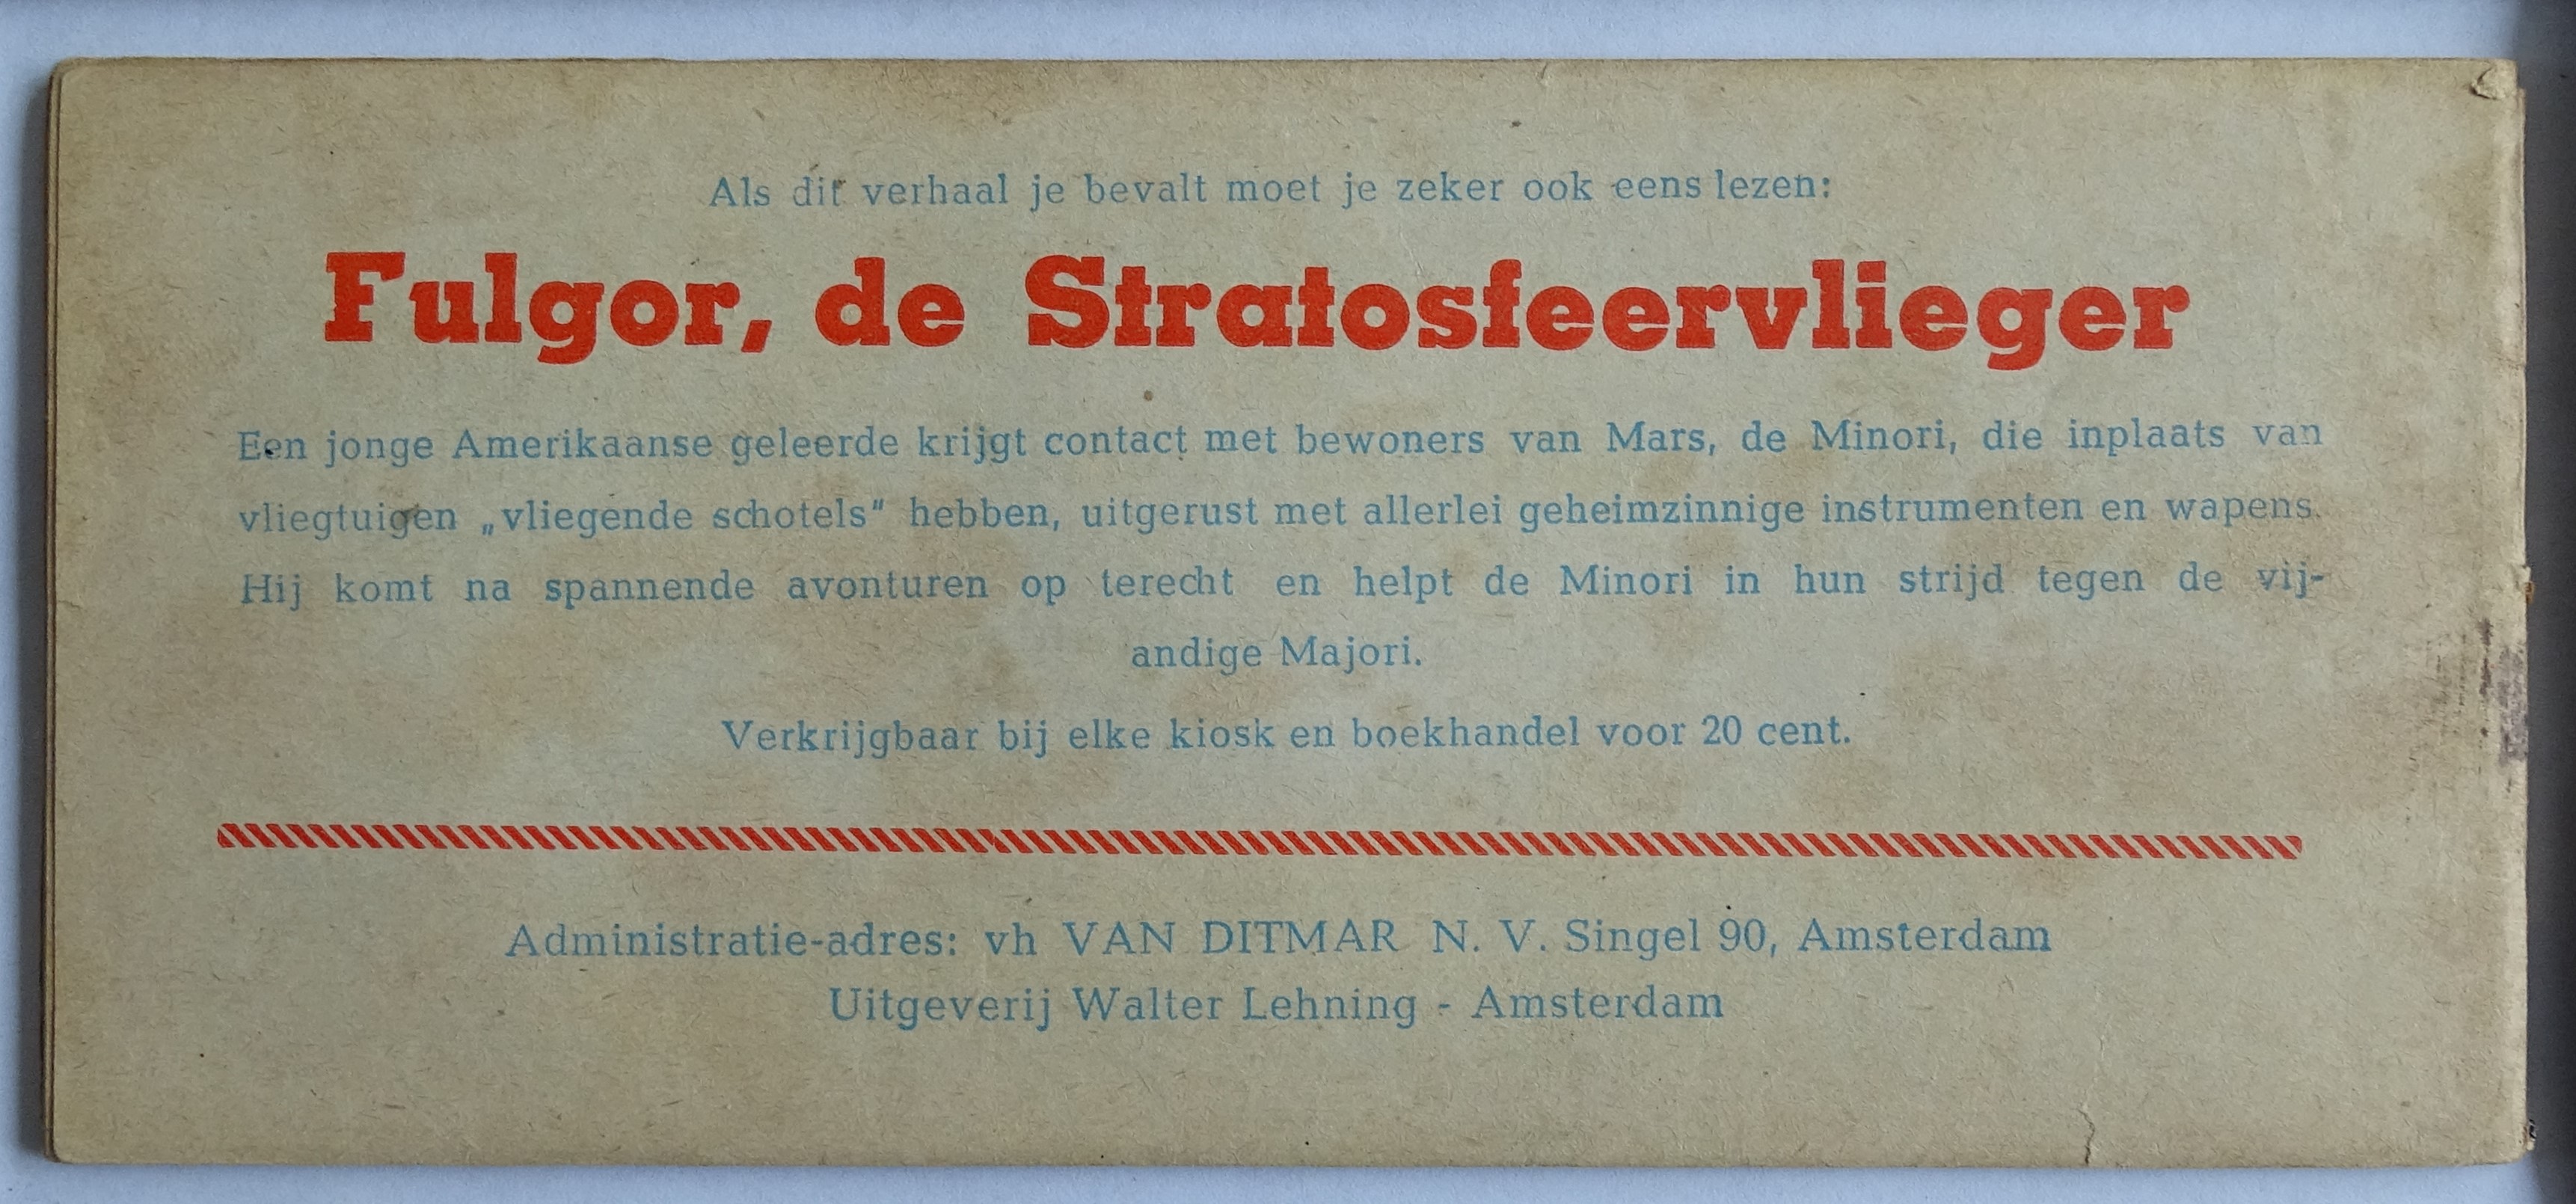 Als dit verhaal je bevalt moet je zeker ook eens lezen:
Fulgor, de Stratosfeervlieger
Een jonge Amerikaanse geleerde krijgt contact met bewoners van Mars, de Minori, die inplaats van
vliegtuigen „vliegende schotels" hebben, uitgerust met allerlei geheimzinnige instrumenten en wapens.
Hij komt na spannende avonturen op terecht en helpt de Minori in hun strijd tegen de vij-
andige Majori.
Verkrijgbaar bij elke kiosk en boekhandel voor 20 cent.
Administratie-adres: vh VAN DITMAR N. V. Singel 90, Amsterdam
Uitgeverij Walter Lehning - Amsterdam